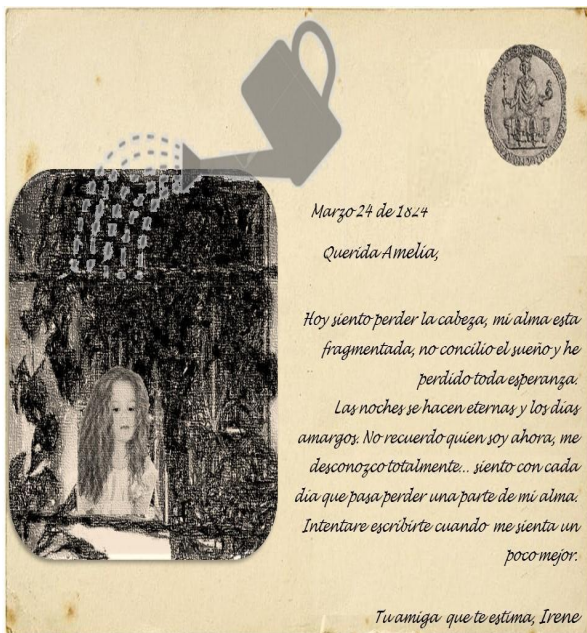 Marzo 24 de 1824
Querida Amelia,
Hoy siento perder la cabeza, mi alma esta
fragmentada, no concilio el sueño y he
perdido toda esperanza.
Las noches se hacen eternas y los días
amargos. No recuerdo quien soy ahora, me
desconozco totalmente... siento con cada
dia que pasa perder una parte de mi alma.
Intentare escribirte cuando me sienta un
poco mejor.
Tu amiga que te estima, Irene